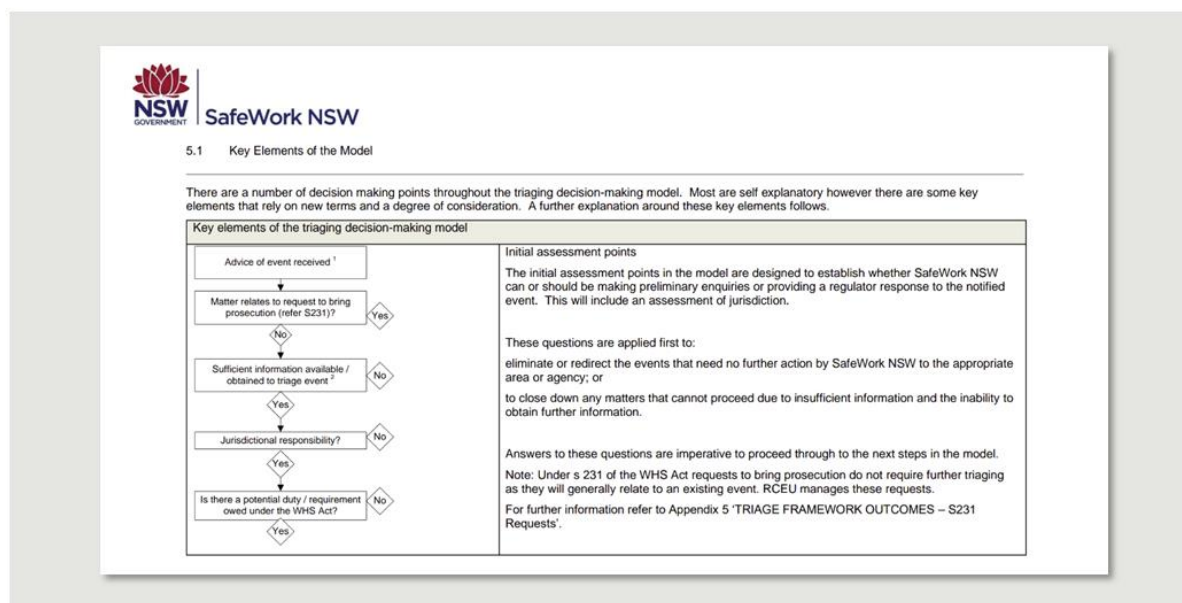 NSW
GOVERNMENT
SafeWork NSW
5.1 Key Elements of the Model
There are a number of decision making points throughout the triaging decision-making model. Most are self explanatory however there are some key
elements that rely on new terms and a degree of consideration. A further explanation around these key elements follows.
Key elements of the triaging decision-making model
Advice of event received 1
Matter relates to request to bring
prosecution (refer S231)?
Yes
No
Sufficient information available /
obtained to triage event 2
No
Yes
Jurisdictional responsibility?
No
Yes
Is there a potential duty / requirement
owed under the WHS Act?
No
Yes
Initial assessment points
The initial assessment points in the model are designed to establish whether SafeWork NSW
can or should be making preliminary enquiries or providing a regulator response to the notified
event. This will include an assessment of jurisdiction.
These questions are applied first to:
eliminate or redirect the events that need no further action by SafeWork NSW to the appropriate
area or agency; or
to close down any matters that cannot proceed due to insufficient information and the inability to
obtain further information.
Answers to these questions are imperative to proceed through to the next steps in the model.
Note: Under s 231 of the WHS Act requests to bring prosecution do not require further triaging
as they will generally relate to an existing event. RCEU manages these requests.
For further information refer to Appendix 5 ‘TRIAGE FRAMEWORK OUTCOMES – S231
Requests’.